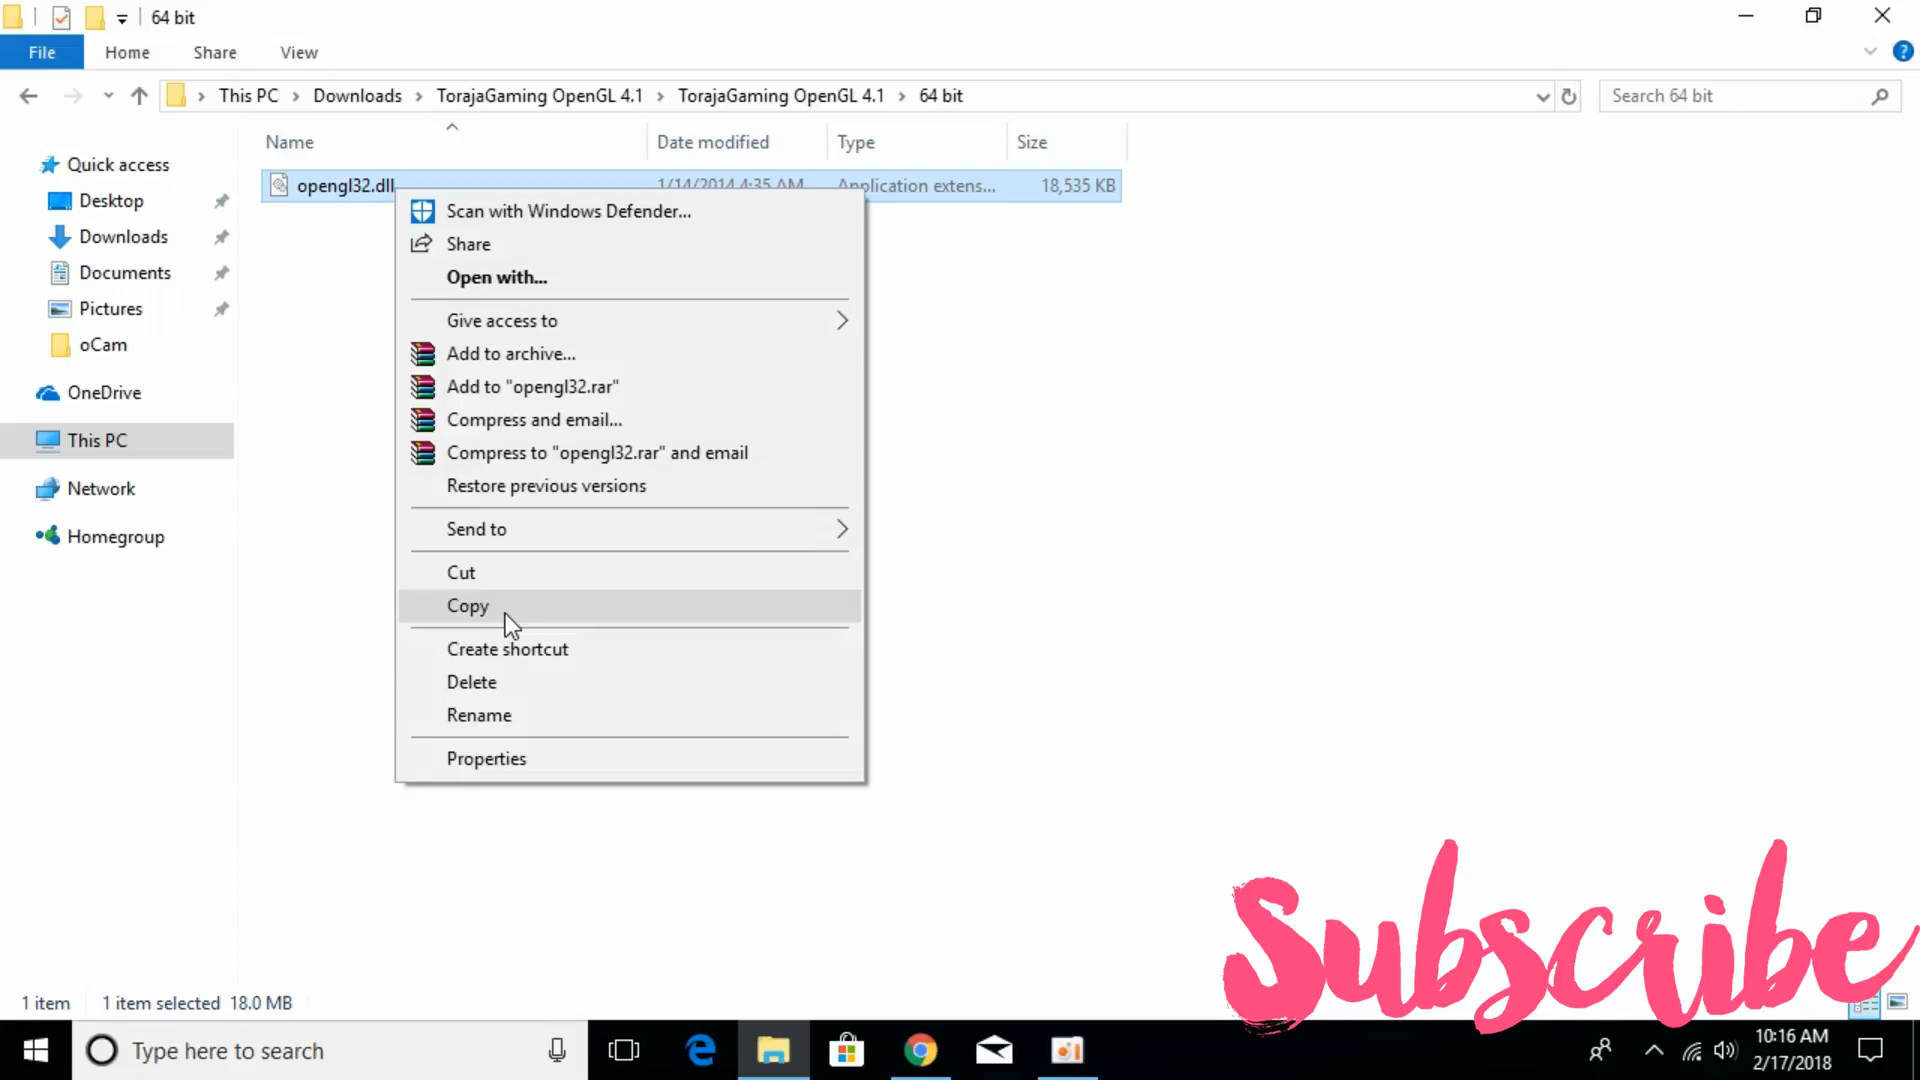 64 bit
File Home Share View
This PC Downloads TorajaGaming OpenGL 4.1 TorajaGaming OpenGL 4.1 64 bit
Search 64 bit
Name Date modified Type Size
opengl32.dll 1/14/2014 4:35 AM Application extens... 18,535 KB
Quick access
Desktop
Downloads
Documents
Pictures
oCam
OneDrive
This PC
Network
Homegroup
Scan with Windows Defender...
Share
Open with...
Give access to
Add to archive...
Add to "opengl32.rar"
Compress and email...
Compress to "opengl32.rar" and email
Restore previous versions
Send to
Cut
Copy
Create shortcut
Delete
Rename
Properties
Subscribe
1 item 1 item selected 18.0 MB
Type here to search
10:16 AM
2/17/2018